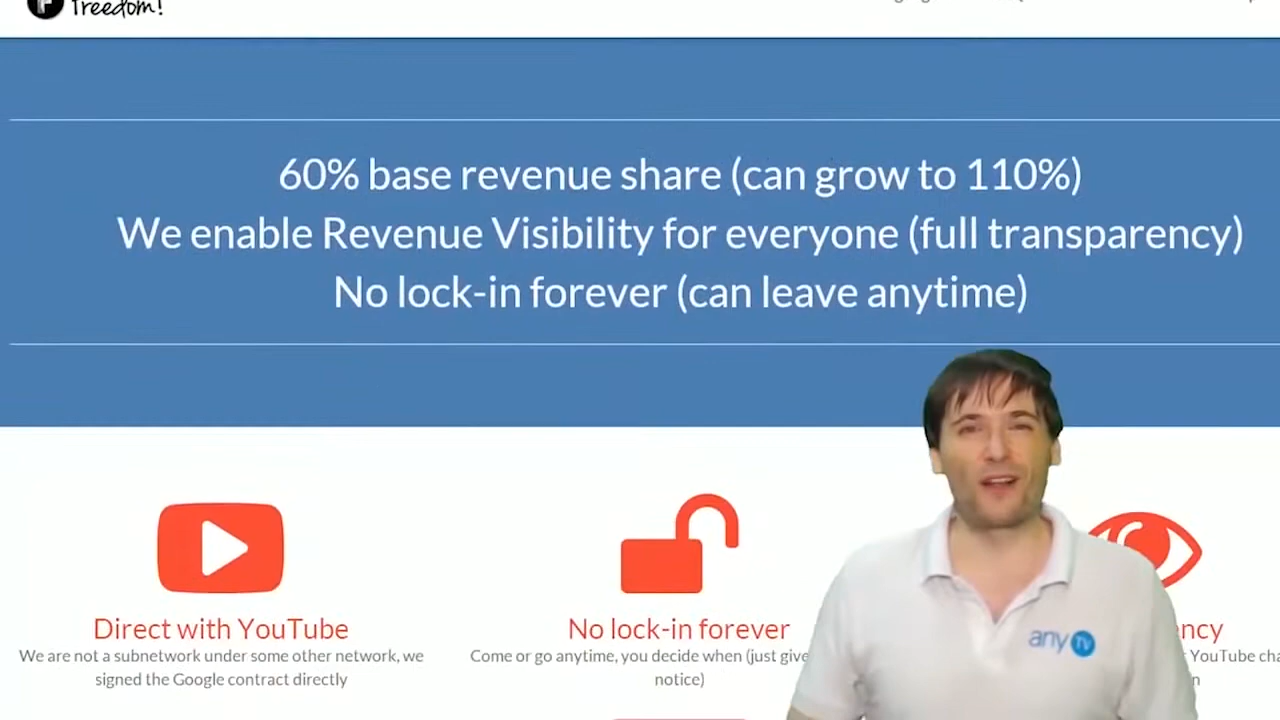 freedom!
60% base revenue share (can grow to 110%)
We enable Revenue Visibility for everyone (full transparency)
No lock-in forever (can leave anytime)
Direct with YouTube
No lock-in forever
ency
We are not a subnetwork under some other network, we
signed the Google contract directly
Come or go anytime, you decide when (just give
notice)
YouTube cha
any TV